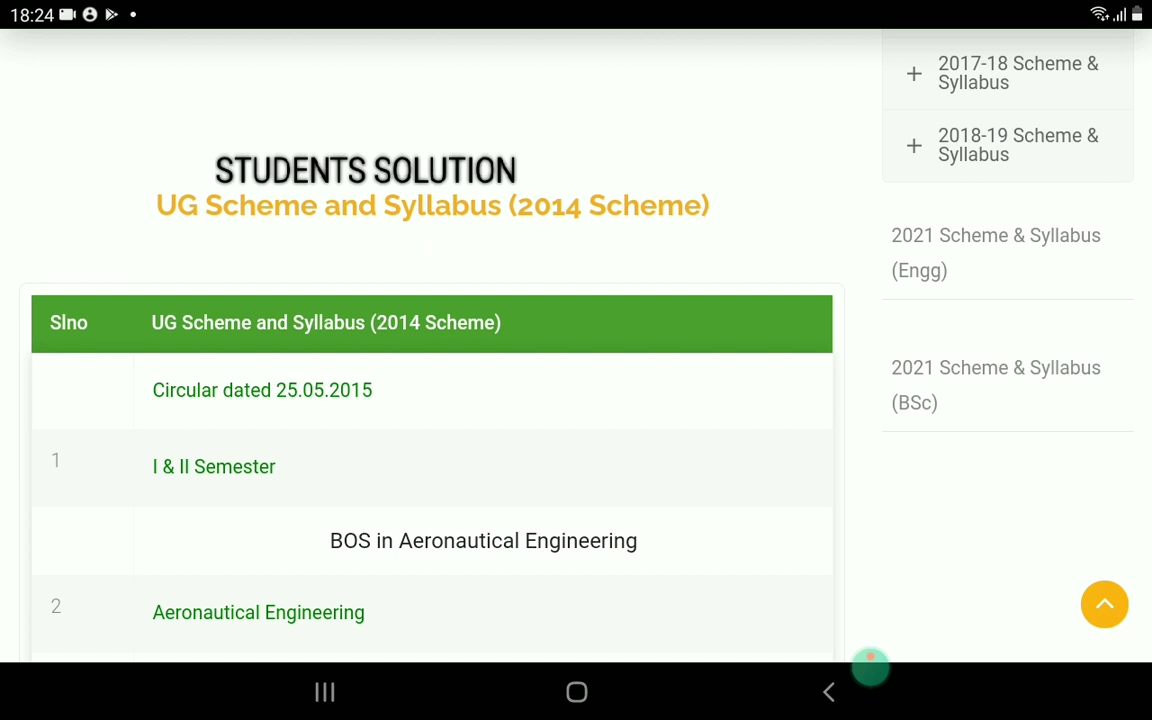 18:24
2017-18 Scheme &
Syllabus
2018-19 Scheme &
Syllabus
STUDENTS SOLUTION
UG Scheme and Syllabus (2014 Scheme)
2021 Scheme & Syllabus
(Engg)
2021 Scheme & Syllabus
(BSc)
Slno UG Scheme and Syllabus (2014 Scheme)
Circular dated 25.05.2015
1 I & II Semester
BOS in Aeronautical Engineering
2 Aeronautical Engineering